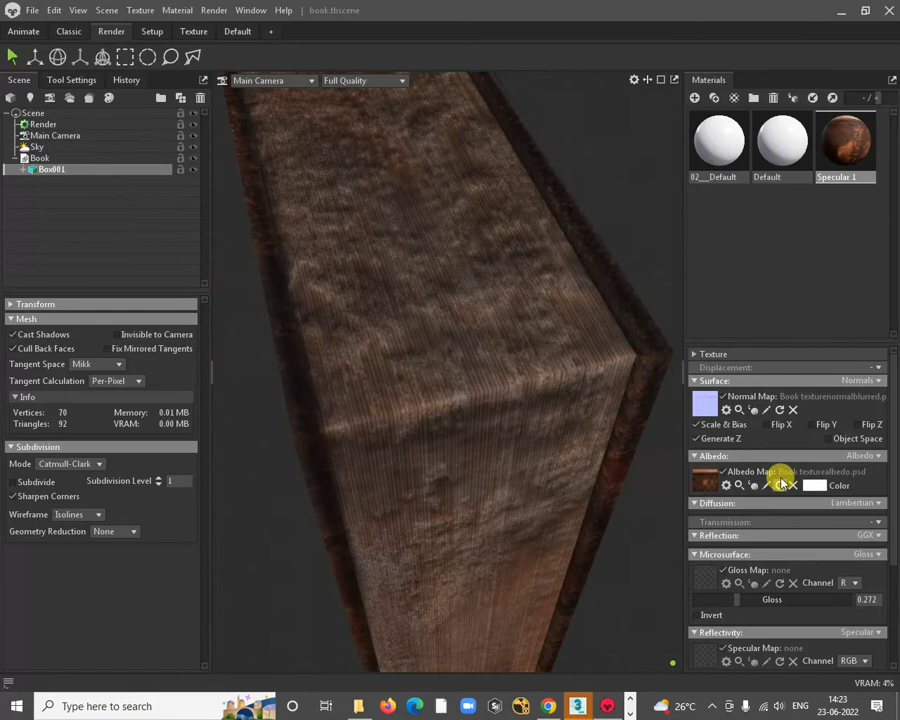 File Edit View Scene Texture Material Render Window Help book.tbscene
Animate Classic Render Setup Texture Default +
Scene Tool Settings History
Main Camera Full Quality
Materials
Scene
Render
Main Camera
Sky
Book
Box001
02__Default Default Specular 1
Transform
Mesh
Cast Shadows Invisible to Camera
Cull Back Faces Fix Mirrored Tangents
Tangent Space Mikk
Tangent Calculation Per-Pixel
Info
Vertices: 70 Memory: 0.01 MB
Triangles: 92 VRAM: 0.00 MB
Subdivision
Mode Catmull-Clark
Subdivide Subdivision Level 1
Sharpen Corners
Wireframe Isolines
Geometry Reduction None
Texture
Displacement:
Surface: Normals
Normal Map: Book texturenormalblurred.p
Scale & Bias Flip X Flip Y Flip Z
Generate Z Object Space
Albedo: Albedo
Albedo Map: Book texturealbedo.psd
Color
Diffusion: Lambertian
Transmission:
Reflection: GGX
Microsurface: Gloss
Gloss Map: none
Channel R
Gloss 0.272
Invert
Reflectivity: Specular
Specular Map: none
Channel RGB
VRAM: 4%
Type here to search
3
26°C ENG 14:23 23-06-2022